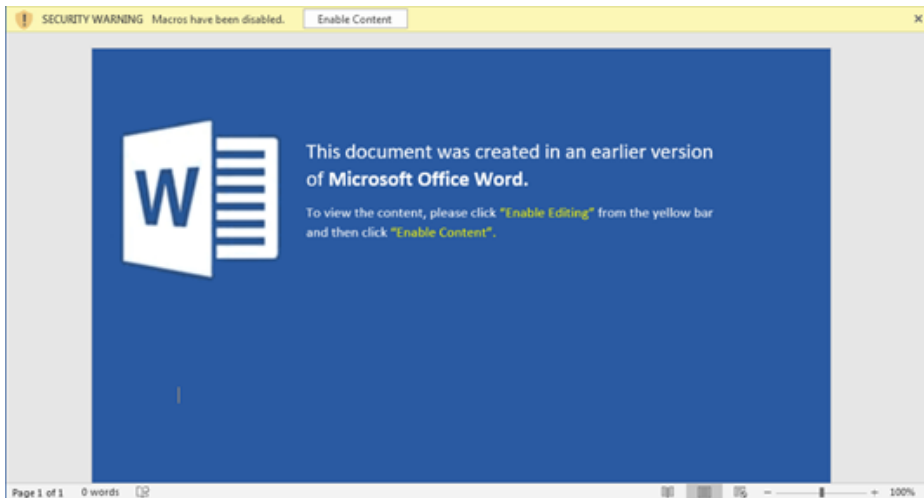 SECURITY WARNING Macros have been disabled. Enable Content
W
This document was created in an earlier version
of Microsoft Office Word.
To view the content, please click "Enable Editing" from the yellow bar
and then click "Enable Content".
Page 1 of 1 0 words 100%